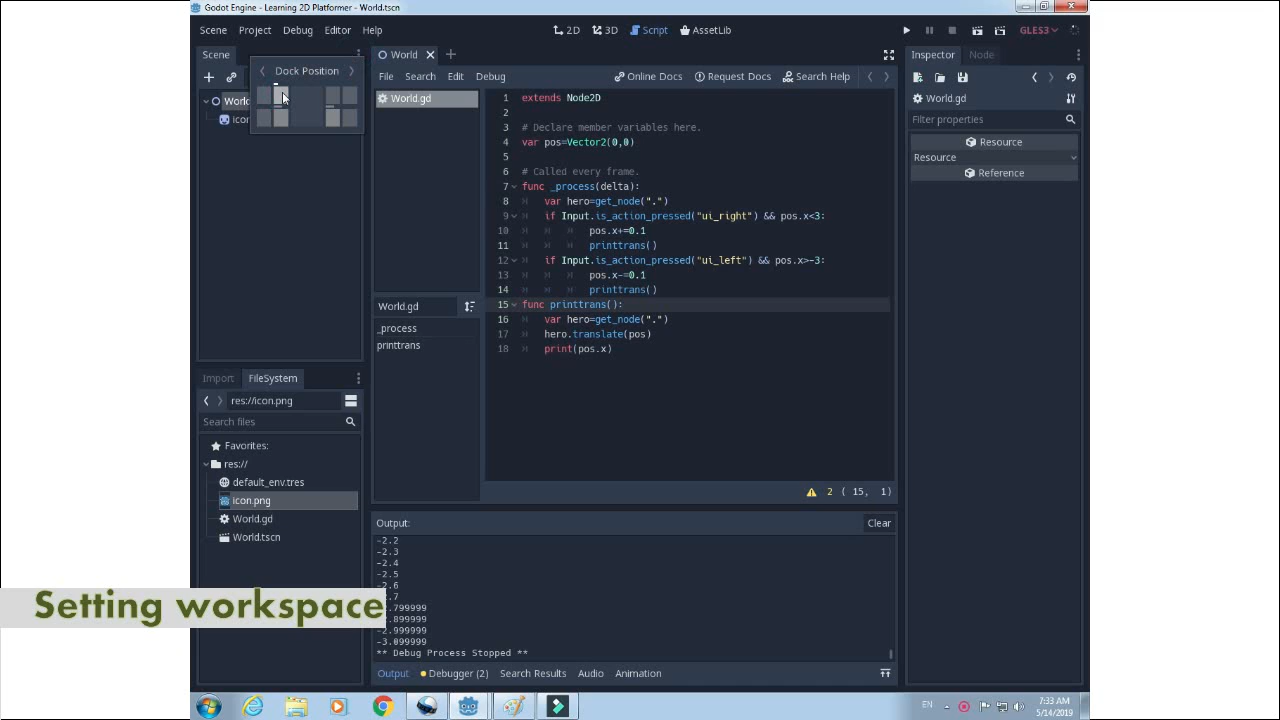 Godot Engine - Learning 2D Platformer - World.tscn
Scene Project Debug Editor Help
2D 3D Script AssetLib
GLES3
Scene
World
Inspector Node
Dock Position
File Search Edit Debug
Online Docs Request Docs Search Help
World
icon
World.gd
World.gd
Filter properties
Resource
Resource
Reference
1 extends Node2D
2
3 # Declare member variables here.
4 var pos=Vector2(0,0)
5
6 # Called every frame.
7 func _process(delta):
8 var hero=get_node(".")
9 if Input.is_action_pressed("ui_right") && pos.x<3:
10 pos.x+=0.1
11 printtrans()
12 if Input.is_action_pressed("ui_left") && pos.x>-3:
13 pos.x-=0.1
14 printtrans()
15 func printtrans():
16 var hero=get_node(".")
17 hero.translate(pos)
18 print(pos.x)
World.gd
_process
printtrans
2 ( 15, 1)
Import FileSystem
res://icon.png
Search files
Favorites:
res://
default_env.tres
icon.png
World.gd
World.tscn
Output:
Clear
-2.2
-2.3
-2.4
-2.5
-2.6
.7
.799999
.899999
-2.999999
-3.099999
** Debug Process Stopped **
Output Debugger (2) Search Results Audio Animation
Setting workspace
EN
7:33 AM
5/14/2019